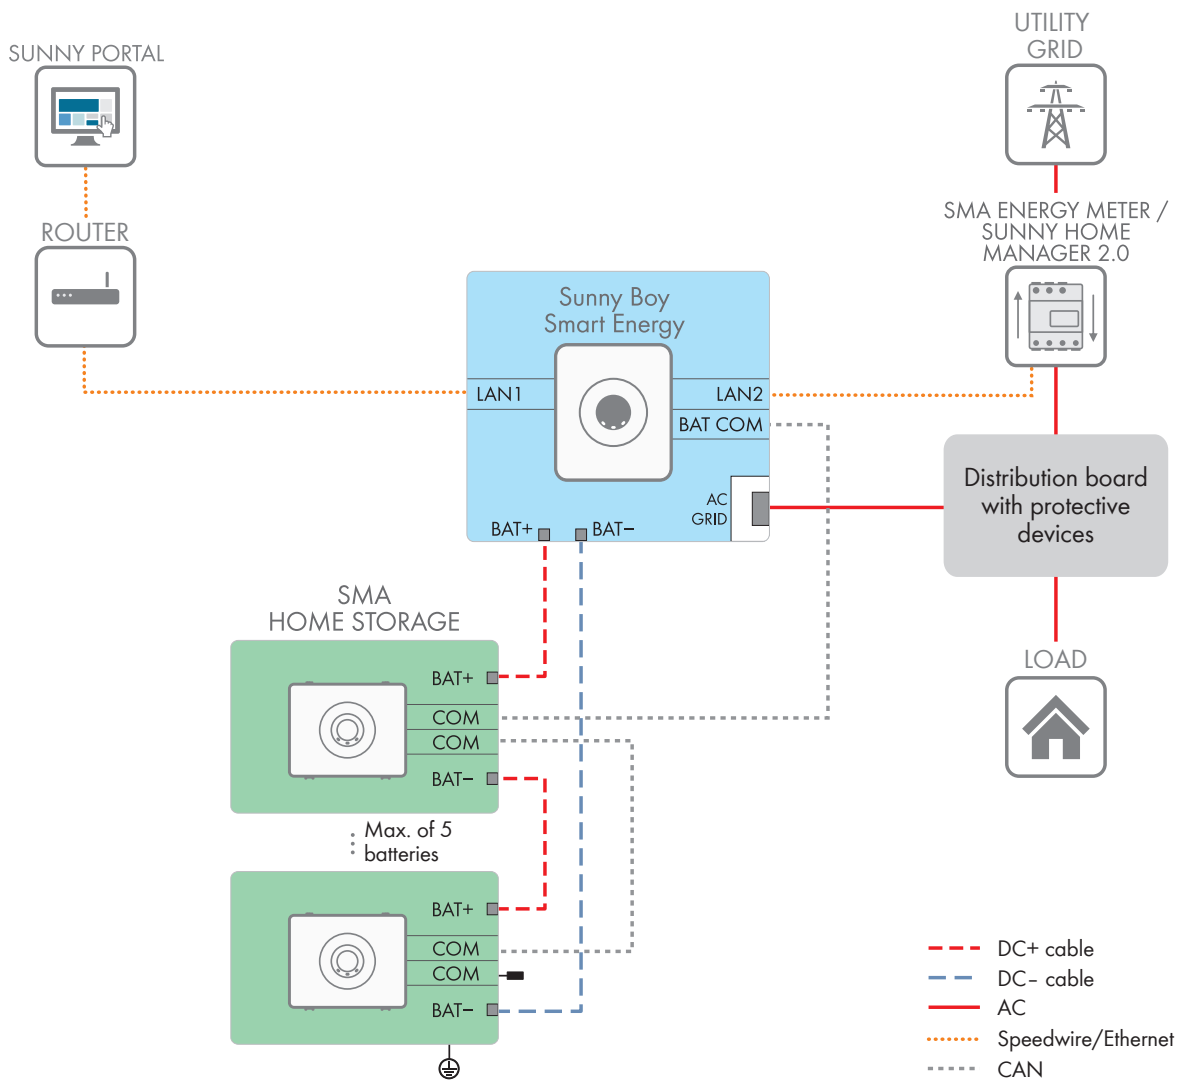 SUNNY PORTAL
ROUTER
UTILITY
GRID
SMA ENERGY METER /
SUNNY HOME
MANAGER 2.0
Sunny Boy
Smart Energy
LAN1
LAN2
BAT COM
AC
GRID
BAT+
BAT−
Distribution board
with protective
devices
LOAD
SMA
HOME STORAGE
BAT+
COM
COM
BAT−
Max. of 5
batteries
BAT+
COM
COM
BAT−
DC+ cable
DC− cable
AC
Speedwire/Ethernet
CAN